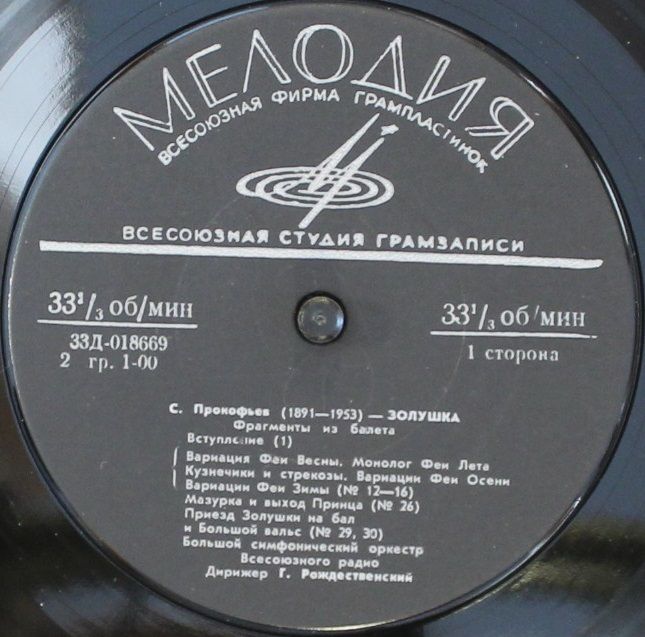 МЕЛОДИЯ
ВСЕСОЮЗНАЯ ФИРМА ГРАМПЛАСТИНОК
ВСЕСОЮЗНАЯ СТУДИЯ ГРАМЗАПИСИ
33¹/₃ об/мин
33Д-018669
2 гр. 1-00
33¹/₃ об/мин
1 сторона
С. Прокофьев (1891—1953) — ЗОЛУШКА
Фрагменты из балета
Вступление (1)
Вариация Феи Весны. Монолог Феи Лета
Кузнечики и стрекозы. Вариации Феи Осени
Вариации Феи Зимы (№ 12—16)
Мазурка и выход Принца (№ 26)
Приезд Золушки на бал
и Большой вальс (№ 29, 30)
Большой симфонический оркестр
Всесоюзного радио
Дирижер Г. Рождественский